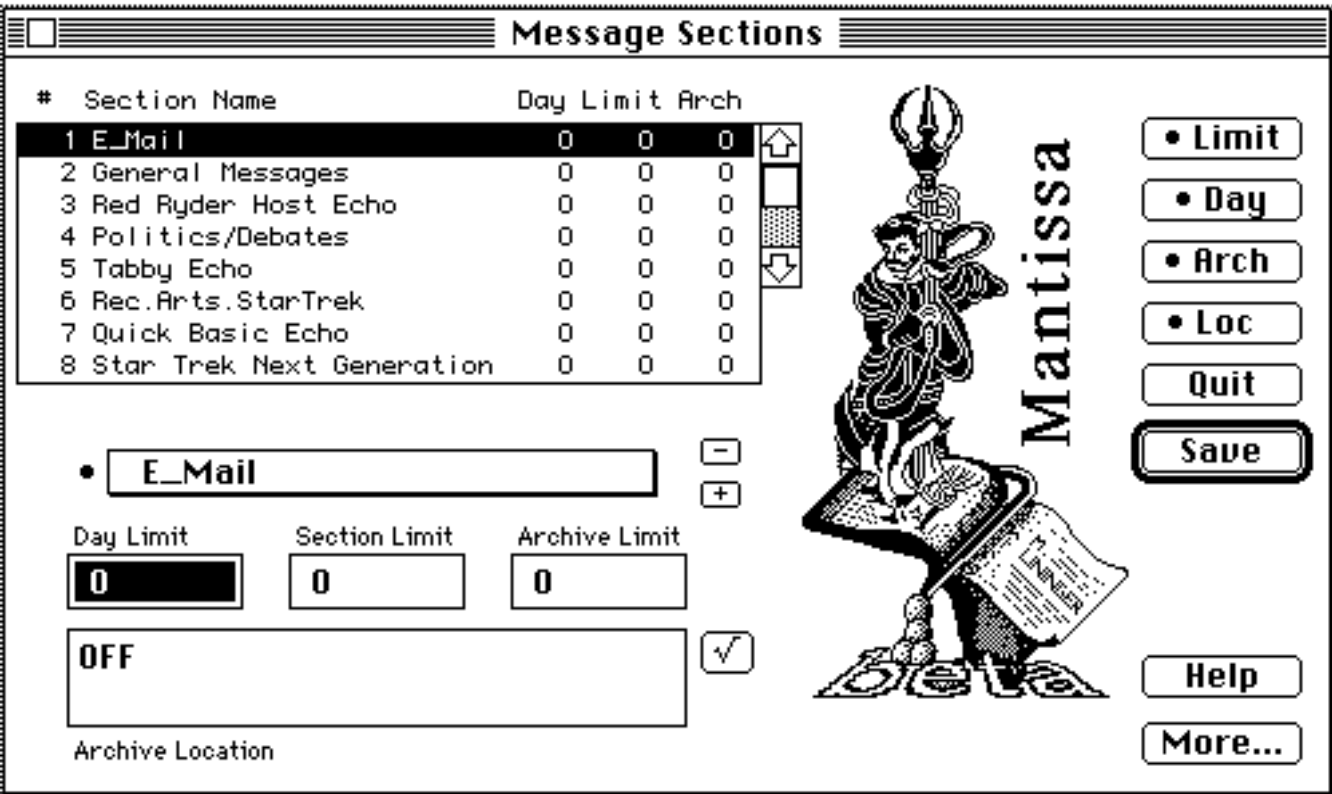 Message Sections
# Section Name Day Limit Arch
1 E_Mail 0 0 0
2 General Messages 0 0 0
3 Red Ryder Host Echo 0 0 0
4 Politics/Debates 0 0 0
5 Tabby Echo 0 0 0
6 Rec.Arts.StarTrek 0 0 0
7 Quick Basic Echo 0 0 0
8 Star Trek Next Generation 0 0 0
• E_Mail
-
+
Day Limit Section Limit Archive Limit
0 0 0
OFF
√
Archive Location
Mantissa
beta
• Limit
• Day
• Arch
• Loc
Quit
Save
Help
More...